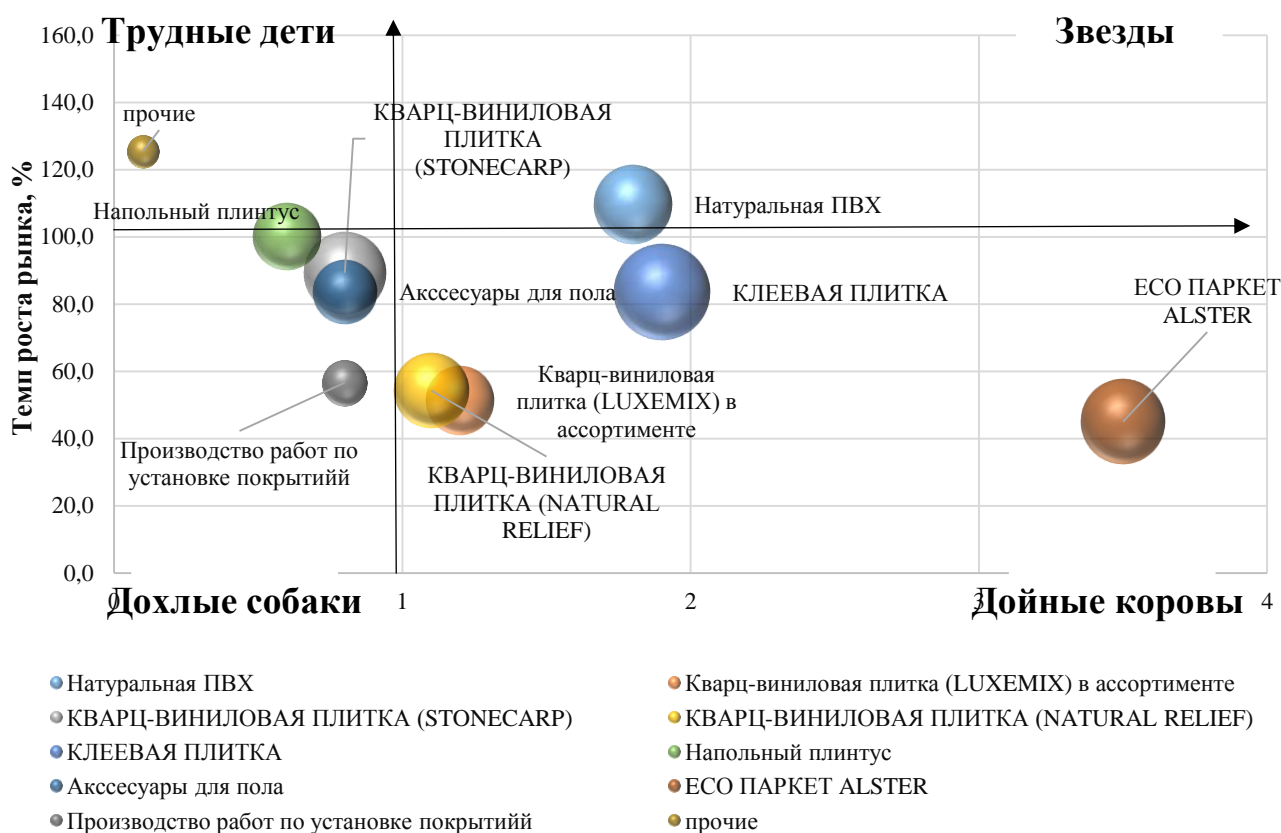 Трудные дети
Звезды
160,0
140,0
120,0
100,0
80,0
60,0
40,0
20,0
0,0
Темп роста рынка, %
прочие
КВАРЦ-ВИНИЛОВАЯ
ПЛИТКА
(STONECARP)
Напольный плинтус
Натуральная ПВХ
Акссесуары для пола
КЛЕЕВАЯ ПЛИТКА
ECO ПАРКЕТ
ALSTER
Кварц-виниловая
плитка (LUXEMIX) в
ассортименте
Производство работ по
установке покрытийй
КВАРЦ-ВИНИЛОВАЯ
ПЛИТКА (NATURAL
RELIEF)
0
1
2
3
4
Дохлые собаки
Дойные коровы
Натуральная ПВХ
Кварц-виниловая плитка (LUXEMIX) в ассортименте
КВАРЦ-ВИНИЛОВАЯ ПЛИТКА (STONECARP)
КВАРЦ-ВИНИЛОВАЯ ПЛИТКА (NATURAL RELIEF)
КЛЕЕВАЯ ПЛИТКА
Напольный плинтус
Акссесуары для пола
ECO ПАРКЕТ ALSTER
Производство работ по установке покрытийй
прочие